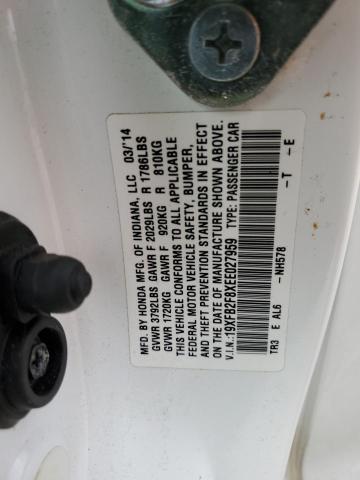 MFD. BY HONDA MFG. OF INDIANA, LLC 03/'14
GVWR 3792LBS GAWR F 2029LBS R 1786LBS
GVWR 1720KG GAWR F 920KG R 810KG
THIS VEHICLE CONFORMS TO ALL APPLICABLE
FEDERAL MOTOR VEHICLE SAFETY, BUMPER,
AND THEFT PREVENTION STANDARDS IN EFFECT
ON THE DATE OF MANUFACTURE SHOWN ABOVE.
V.I.N.:19XFB2F8XEE027959 TYPE: PASSENGER CAR
TR3 E AL6 -NH578 -T -E